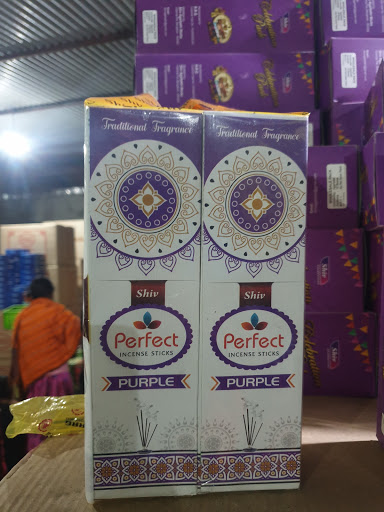 Traditional Fragrance
Shiv
Perfect
INCENSE STICKS
PURPLE
Traditional Fragrance
Shiv
Perfect
INCENSE STICKS
PURPLE